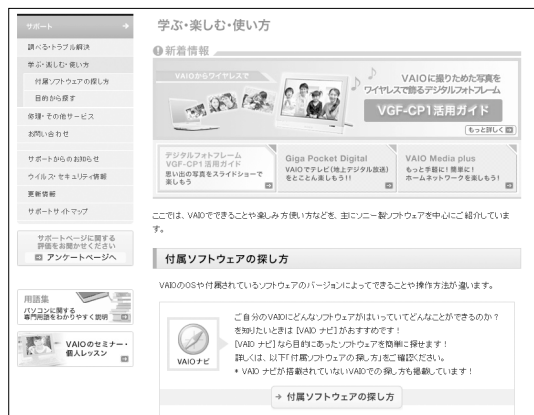 サポート
調べる・トラブル解決
学ぶ・楽しむ・使い方
付属ソフトウェアの探し方
目的から探す
修理・その他サービス
お問い合わせ
サポートからのお知らせ
ウイルス・セキュリティ情報
更新情報
サポートサイトマップ
サポートページに関する
評価をお聞かせください
アンケートページへ
用語集
パソコンに関する
専門用語をわかりやすく説明
VAIOのセミナー・
個人レッスン
学ぶ・楽しむ・使い方
新着情報
VAIOからワイヤレスで
VAIOに撮りためた写真を
ワイヤレスで飾るデジタルフォトフレーム
VGF-CP1活用ガイド
もっと詳しく
デジタルフォトフレーム
VGF-CP1活用ガイド
思い出の写真をスライドショーで
楽しもう
Giga Pocket Digital
VAIOでテレビ(地上デジタル放送)
をとことん楽しもう!!
VAIO Media plus
もっと手軽に!簡単に!
ホームネットワークを楽しもう!
ここでは、VAIOでできることや楽しみ方使い方などを、主にソニー製ソフトウェアを中心にご紹介していま
す。
付属ソフトウェアの探し方
VAIOのOSや付属されているソフトウェアのバージョンによってできることや操作方法が違います。
VAIOナビ
ご自分のVAIOにどんなソフトウェアがはいっていてどんなことができるのか?
を知りたいときは [VAIO ナビ]がおすすめです!
[VAIO ナビ]なら目的にあったソフトウェアを簡単に探せます!
詳しくは、以下「付属ソフトウェアの探し方」をご確認ください。
* VAIO ナビが搭載されていないVAIOでの探し方も掲載しています!
付属ソフトウェアの探し方